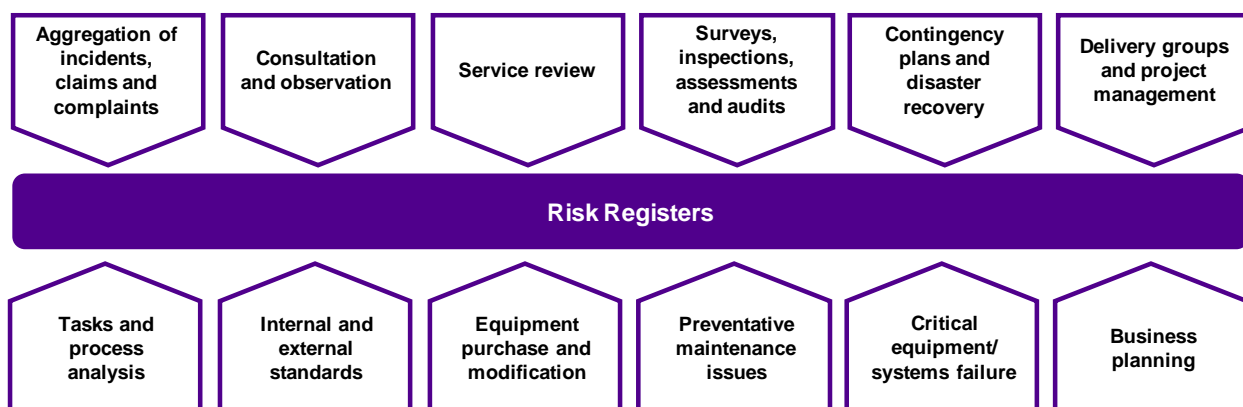 Aggregation of
incidents,
claims and
complaints
Consultation
and observation
Service review
Surveys,
inspections,
assessments
and audits
Contingency
plans and
disaster
recovery
Delivery groups
and project
management
Risk Registers
Tasks and
process
analysis
Internal and
external
standards
Equipment
purchase and
modification
Preventative
maintenance
issues
Critical
equipment/
systems failure
Business
planning